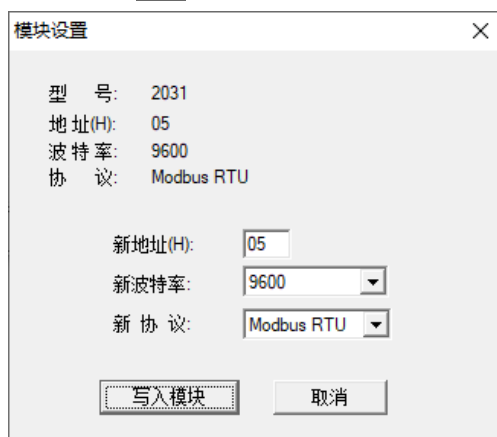 模块设置
型 号: 2031
地址(H): 05
波特率: 9600
协 议: Modbus RTU
新地址(H): 05
新波特率: 9600
新 协 议: Modbus RTU
写入模块 取消